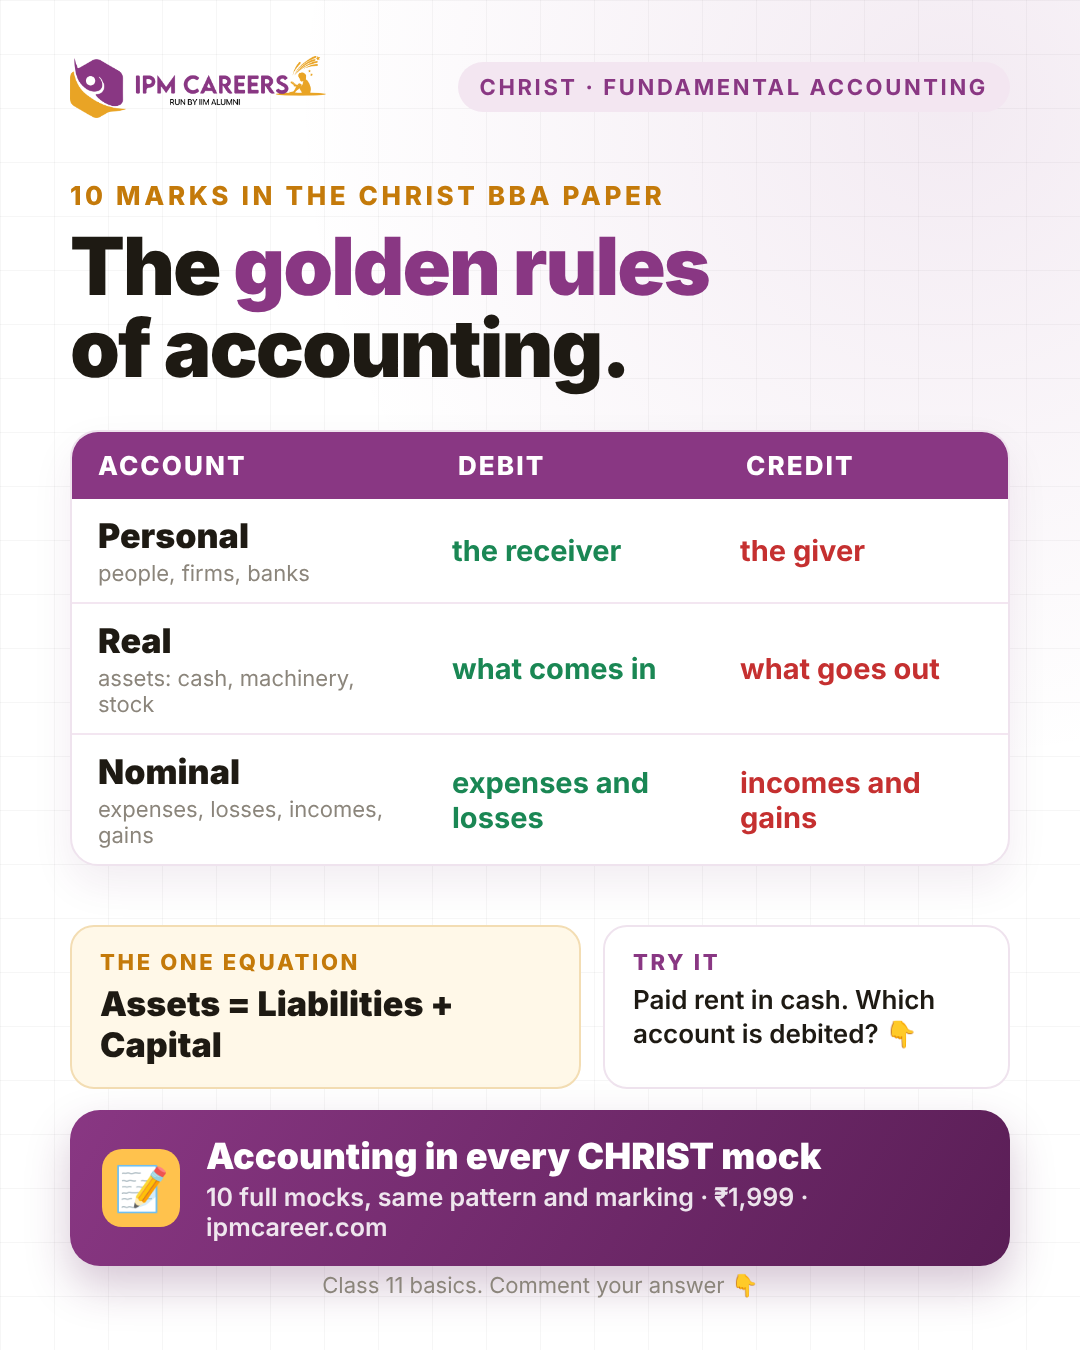 IPM CAREERS
RUN BY IIM ALUMNI
CHRIST · FUNDAMENTAL ACCOUNTING
10 MARKS IN THE CHRIST BBA PAPER
The golden rules
of accounting.
ACCOUNT DEBIT CREDIT
Personal
people, firms, banks
the receiver
the giver
Real
assets: cash, machinery,
stock
what comes in
what goes out
Nominal
expenses, losses, incomes,
gains
expenses and
losses
incomes and
gains
THE ONE EQUATION
Assets = Liabilities +
Capital
TRY IT
Paid rent in cash. Which
account is debited? 👇
Accounting in every CHRIST mock
10 full mocks, same pattern and marking · ₹1,999 ·
ipmcareer.com
Class 11 basics. Comment your answer 👇